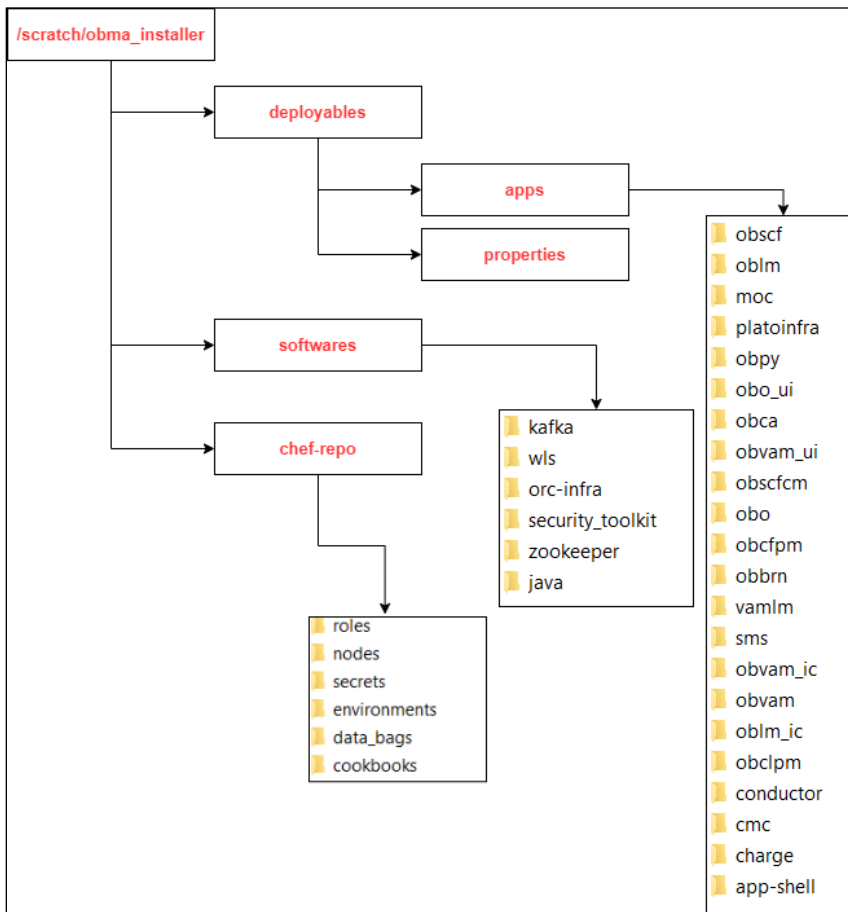 /scratch/obma_installer
deployables
apps
properties
softwares
chef-repo
obscf
oblm
moc
platoinfra
obpy
obo_ui
obca
obvam_ui
obscfcm
obo
obcfpm
obbrn
vamlm
sms
obvam_ic
obvam
oblm_ic
obclpm
conductor
cmc
charge
app-shell
kafka
wls
orc-infra
security_toolkit
zookeeper
java
roles
nodes
secrets
environments
data_bags
cookbooks